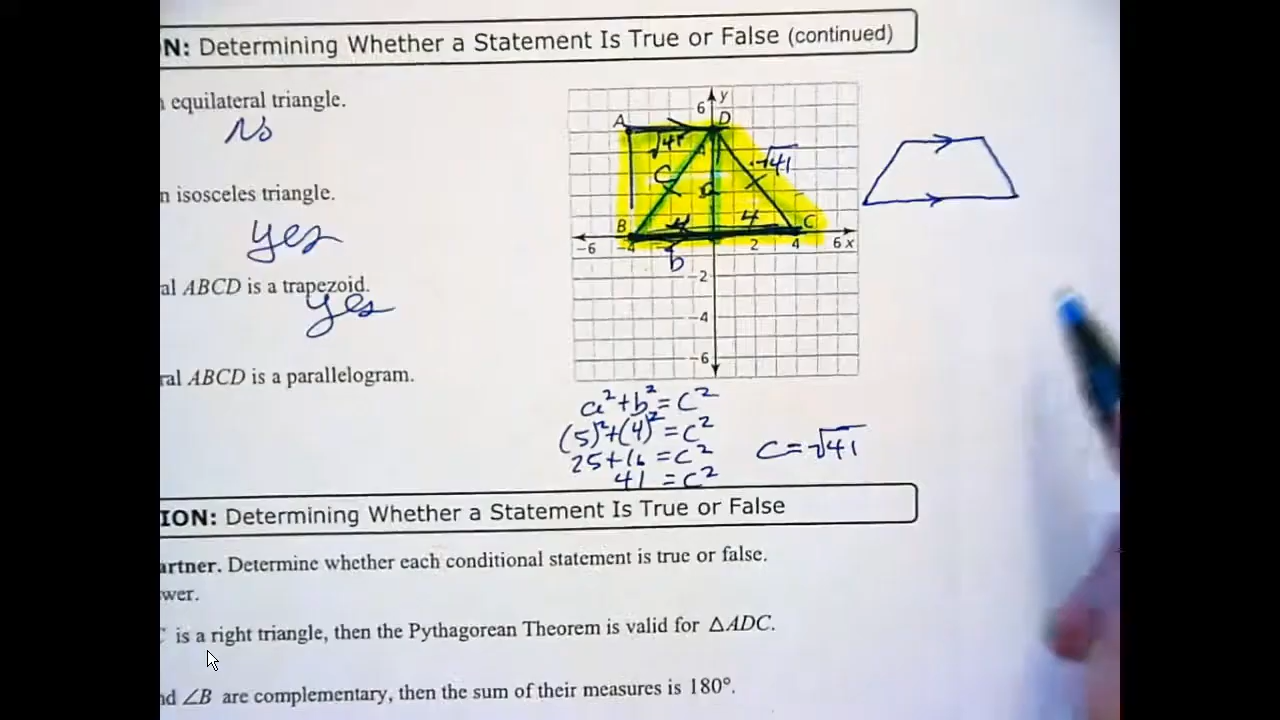 N: Determining Whether a Statement Is True or False (continued)
equilateral triangle.
No
n isosceles triangle.
yes
al ABCD is a trapezoid.
yes
ral ABCD is a parallelogram.
6 y
A D
√41 √41
C a
B 4 4 C
-6 -4 2 4 6 x
b
-2
-4
-6
a²+b²=c²
(5)²+(4)²=c²
25+16=c²
41=c²
c=√41
ION: Determining Whether a Statement Is True or False
artner. Determine whether each conditional statement is true or false.
wer.
is a right triangle, then the Pythagorean Theorem is valid for △ADC.
nd ∠B are complementary, then the sum of their measures is 180°.